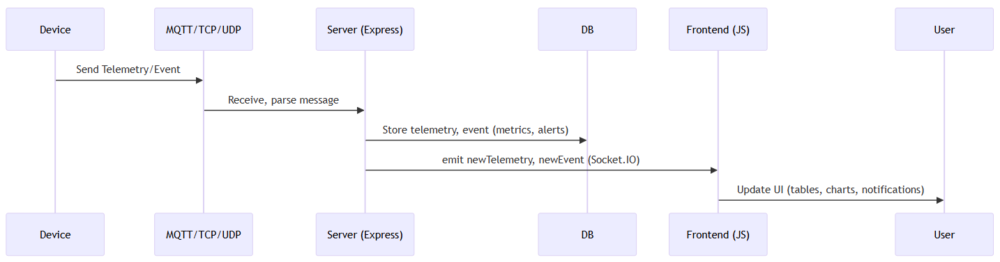 Device
MQTT/TCP/UDP
Server (Express)
DB
Frontend (JS)
User
Send Telemetry/Event
Receive, parse message
Store telemetry, event (metrics, alerts)
emit newTelemetry, newEvent (Socket.IO)
Update UI (tables, charts, notifications)
Device
MQTT/TCP/UDP
Server (Express)
DB
Frontend (JS)
User